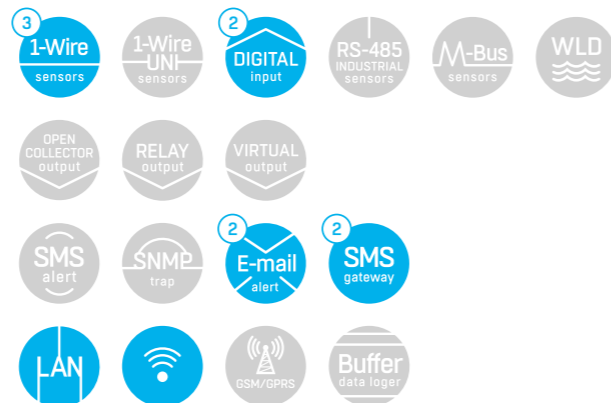 3
1-Wire
sensors
1-Wire
UNI
sensors
2
DIGITAL
input
RS-485
INDUSTRIAL
sensors
M-Bus
sensors
WLD
OPEN
COLLECTOR
output
RELAY
output
VIRTUAL
output
SMS
alert
SNMP
trap
2
E-mail
alert
2
SMS
gateway
LAN
GSM/GPRS
Buffer
data loger